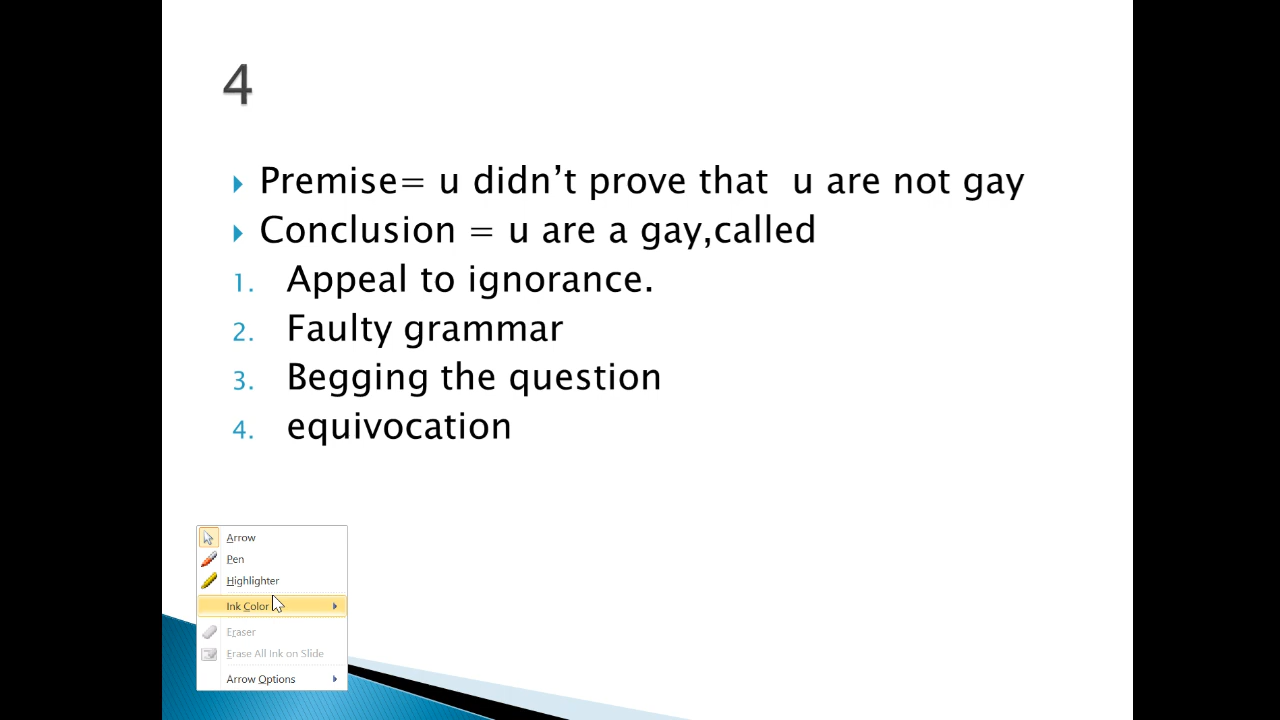 4
Premise= u didn’t prove that  u are not gay
Conclusion = u are a gay,called
1. Appeal to ignorance.
2. Faulty grammar
3. Begging the question
4. equivocation
Arrow
Pen
Highlighter
Ink Color
Eraser
Erase All Ink on Slide
Arrow Options